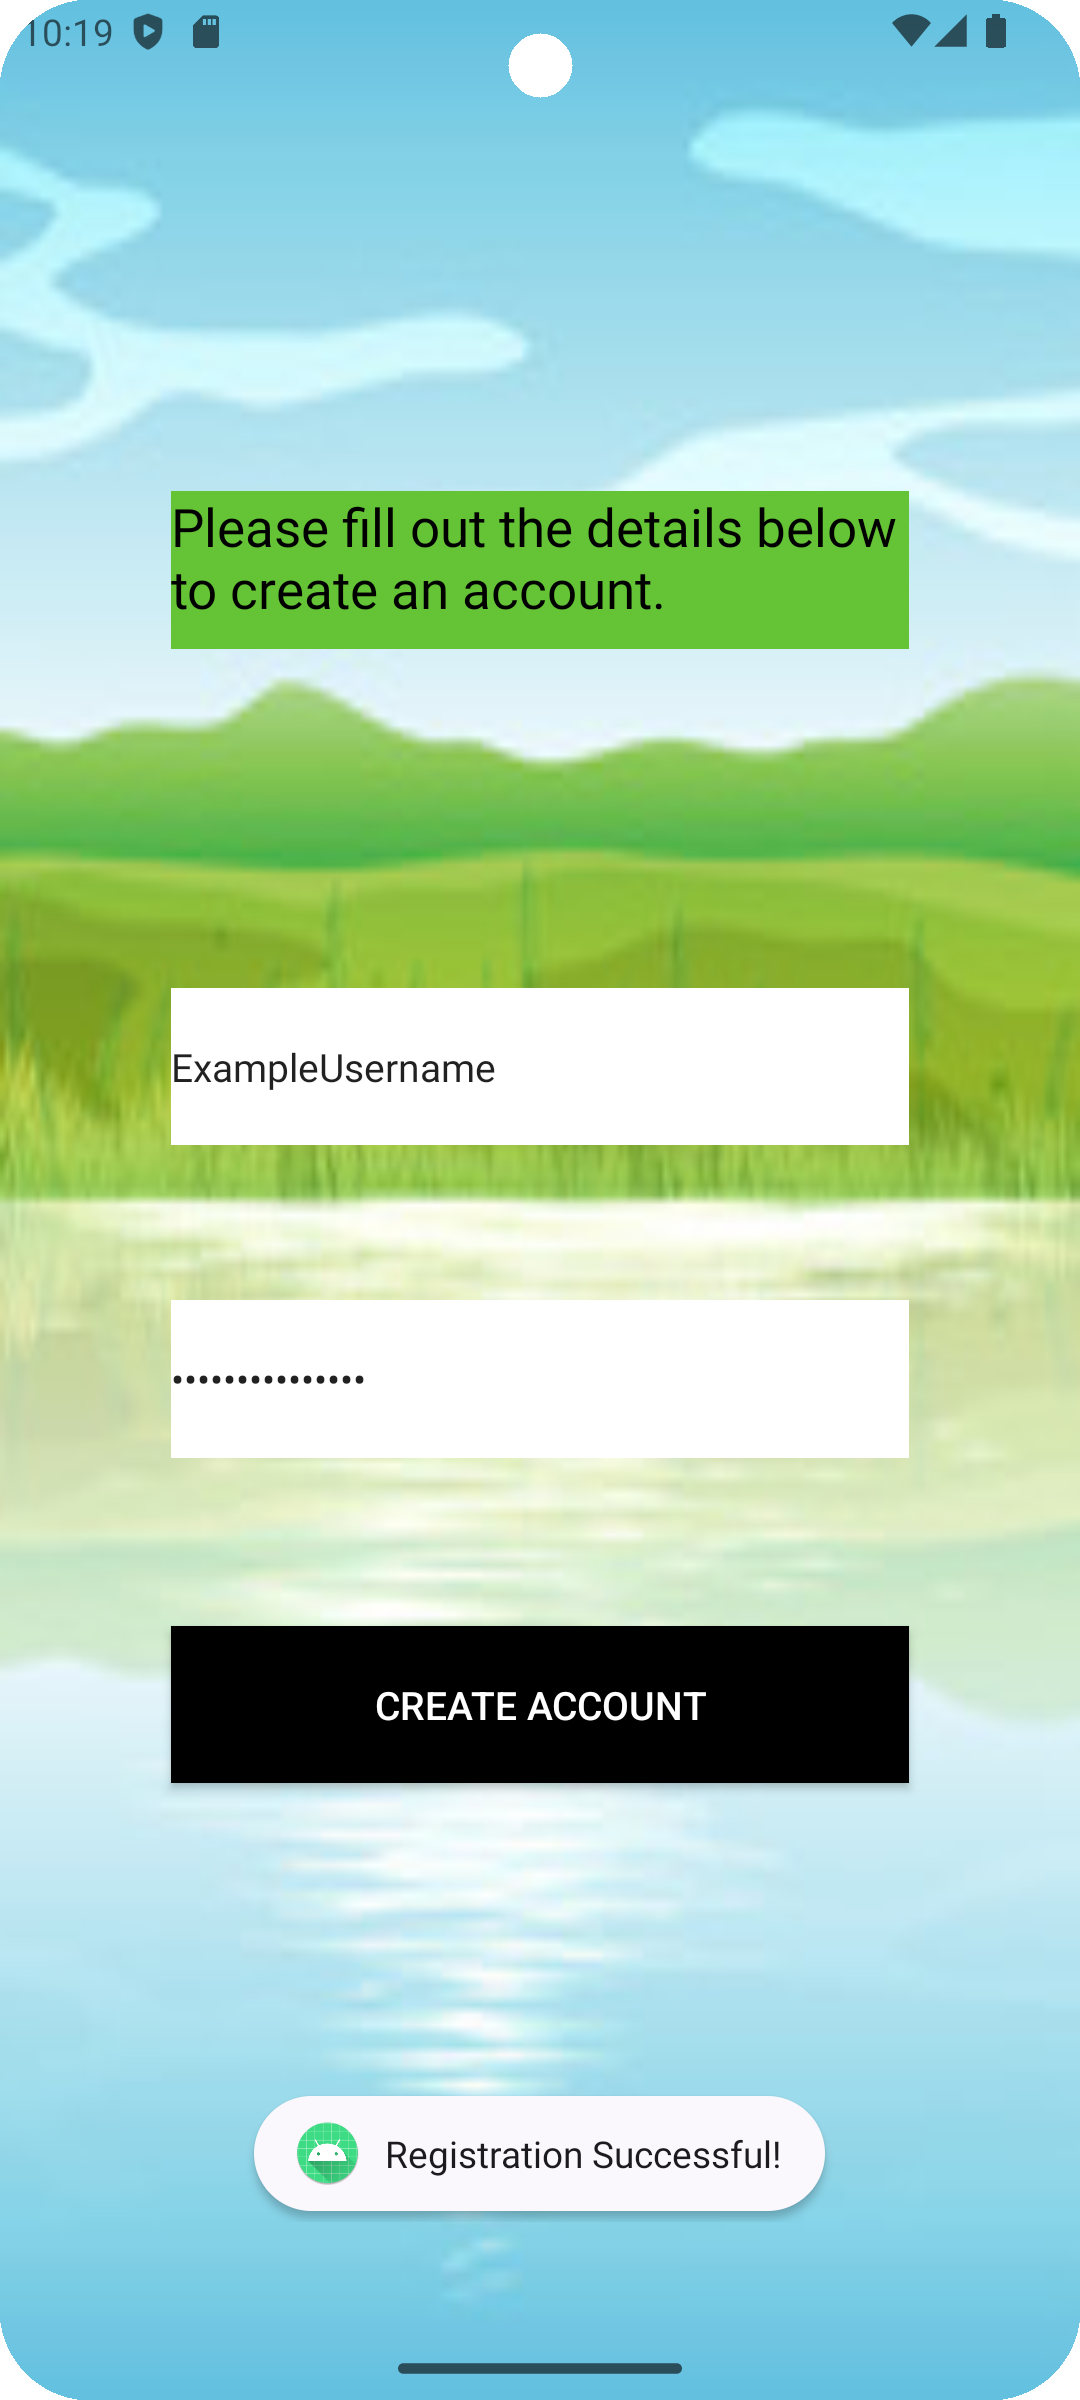 10:19
Please fill out the details below
to create an account.
ExampleUsername
•••••••••••••••
CREATE ACCOUNT
Registration Successful!